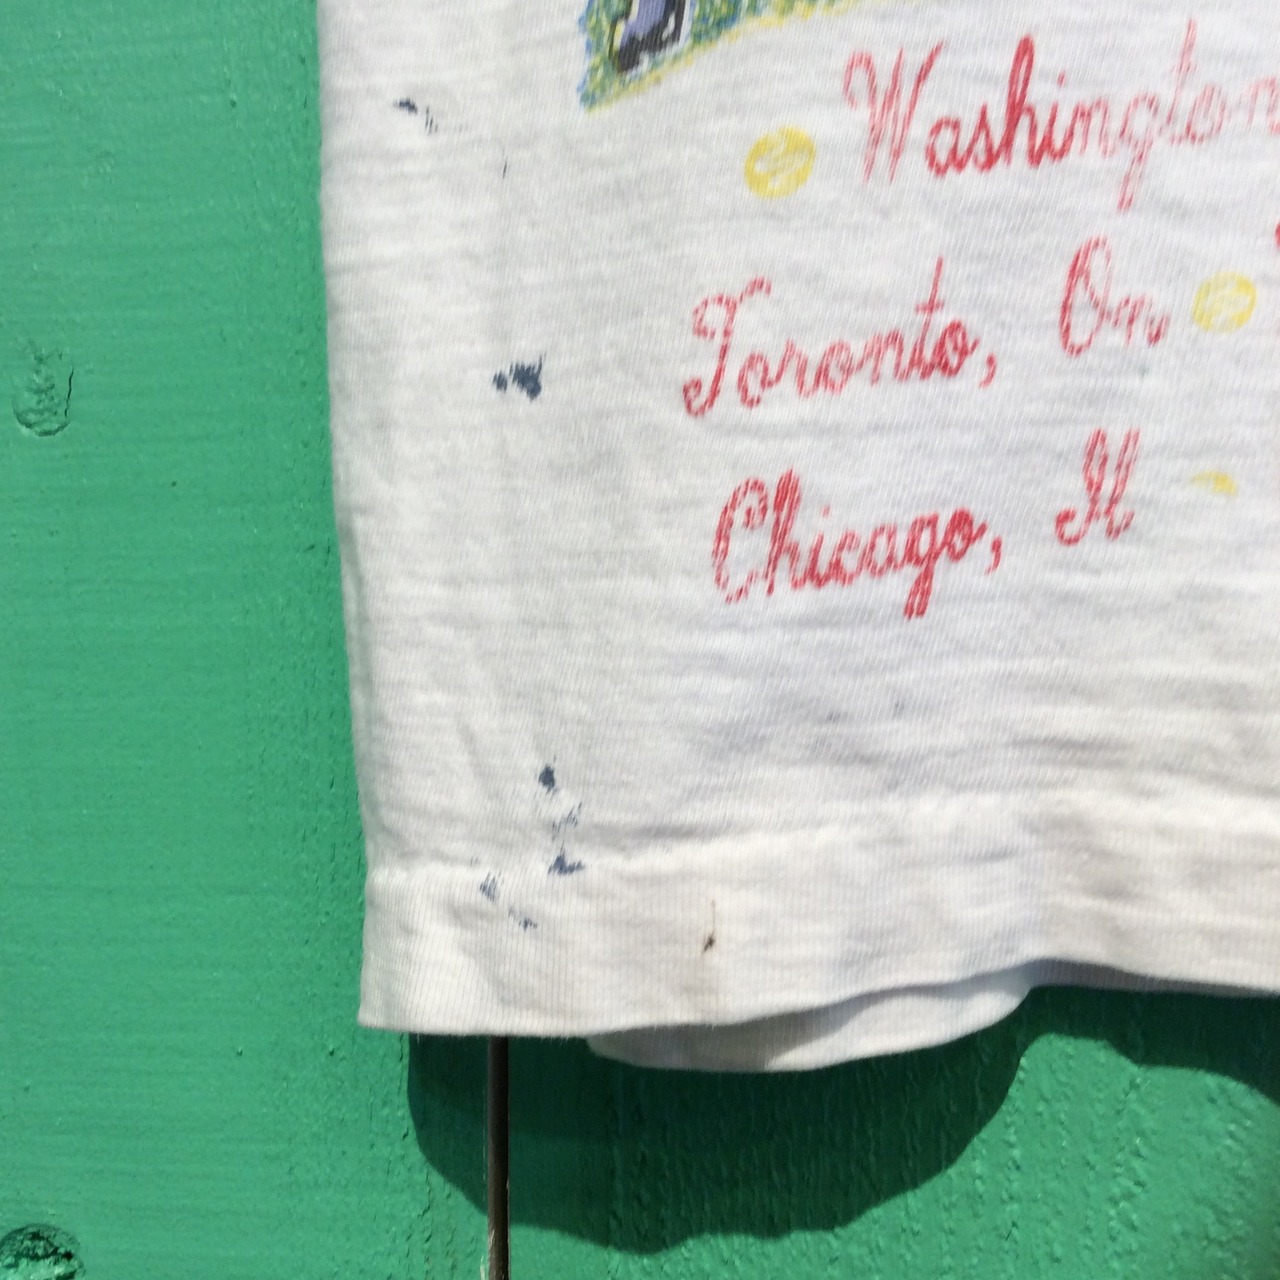 Washington
Toronto, On
Chicago, Il